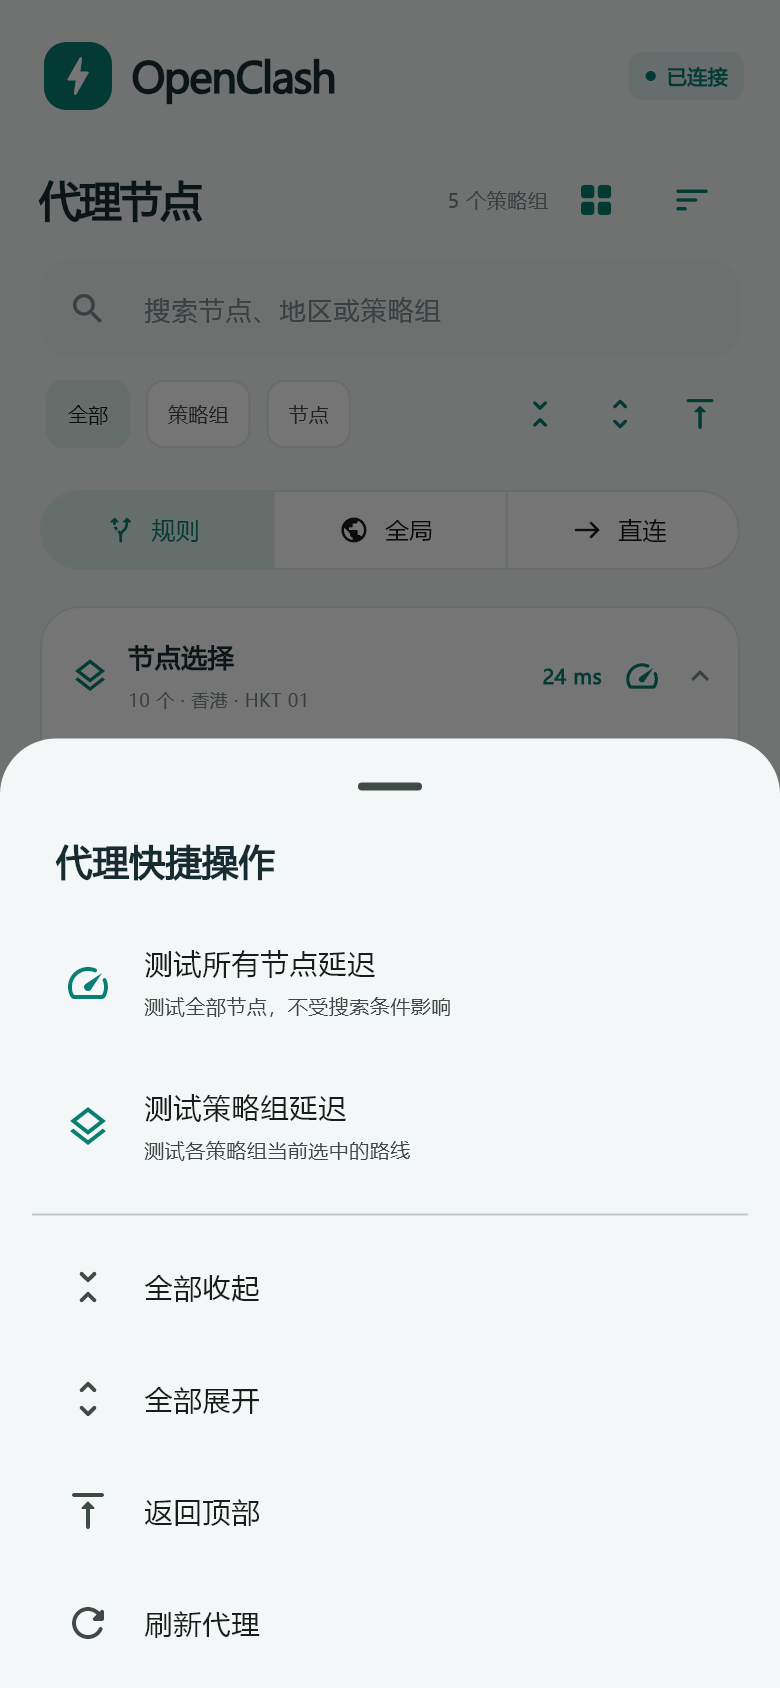 OpenClash
已连接
代理节点
5 个策略组
搜索节点、地区或策略组
全部
策略组
节点
规则
全局
直连
节点选择
10 个 · 香港 · HKT 01
24 ms
代理快捷操作
测试所有节点延迟
测试全部节点，不受搜索条件影响
测试策略组延迟
测试各策略组当前选中的路线
全部收起
全部展开
返回顶部
刷新代理